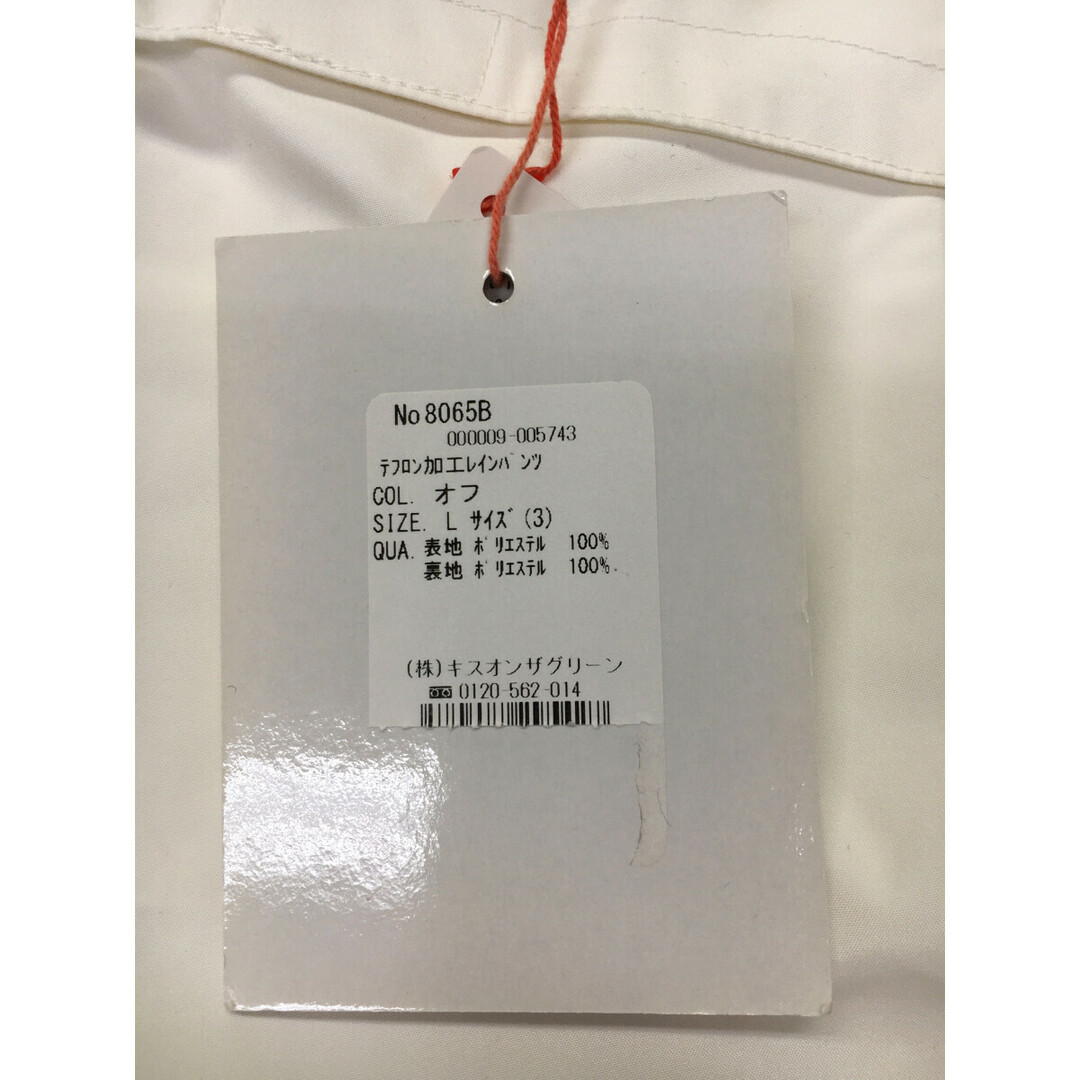 No 8065B
000009-005743
ﾃﾌﾛﾝ加工ﾚｲﾝﾊﾟﾝﾂ
COL. オフ
SIZE. L ｻｲｽﾞ (3)
QUA. 表地 ﾎﾟﾘｴｽﾃﾙ 100%
裏地 ﾎﾟﾘｴｽﾃﾙ 100%.
(株)キスオンザグリーン
0120-562-014